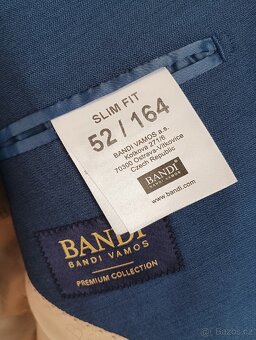 SLIM FIT
52 / 164
BANDI VAMOS a.s.
Kotkova 271/6
70300 Ostrava-Vítkovice
Czech Republic
BANDI
www.bandi.com
BANDI
BANDI VAMOS
PREMIUM COLLECTION